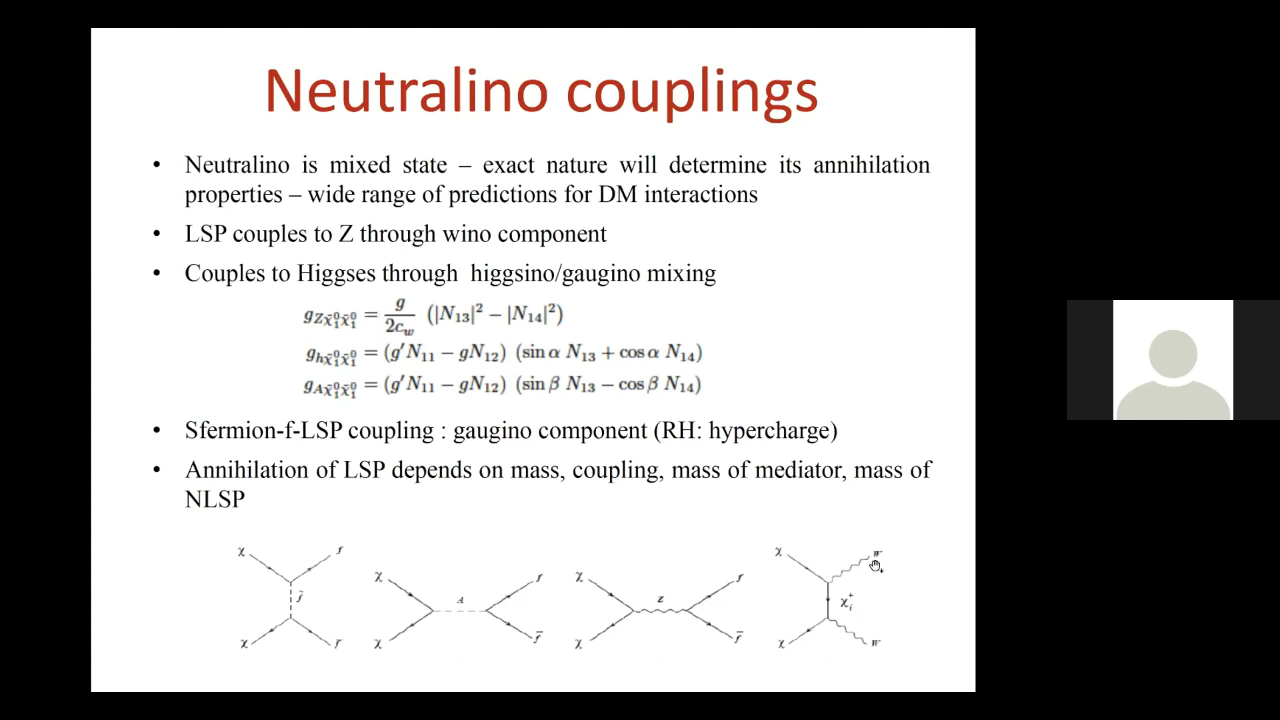 Neutralino couplings
• Neutralino is mixed state – exact nature will determine its annihilation
properties – wide range of predictions for DM interactions
• LSP couples to Z through wino component
• Couples to Higgses through higgsino/gaugino mixing
g_{Zχ̃⁰₁χ̃⁰₁} = g/2c_w (|N₁₃|² − |N₁₄|²)
g_{hχ̃⁰₁χ̃⁰₁} = (g′N₁₁ − gN₁₂) (sin α N₁₃ + cos α N₁₄)
g_{Aχ̃⁰₁χ̃⁰₁} = (g′N₁₁ − gN₁₂) (sin β N₁₃ − cos β N₁₄)
• Sfermion-f-LSP coupling : gaugino component (RH: hypercharge)
• Annihilation of LSP depends on mass, coupling, mass of mediator, mass of
NLSP
χ f f̃ χ
χ A f χ f̄
χ Z f χ f̄
χ W χᵢ⁺ χ W